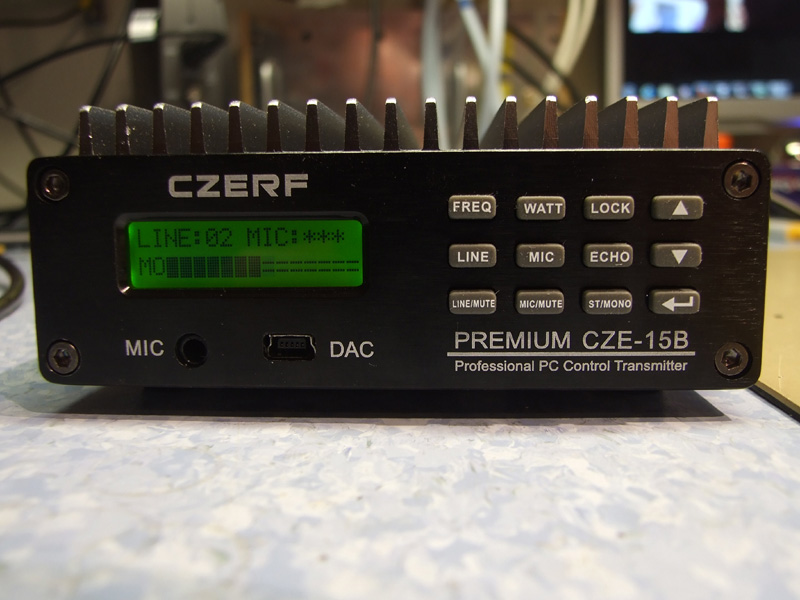 CZERF
LINE:02 MIC:***
MO
FREQ WATT LOCK
LINE MIC ECHO
LINE/MUTE MIC/MUTE ST/MONO
MIC
DAC
PREMIUM CZE-15B
Professional PC Control Transmitter